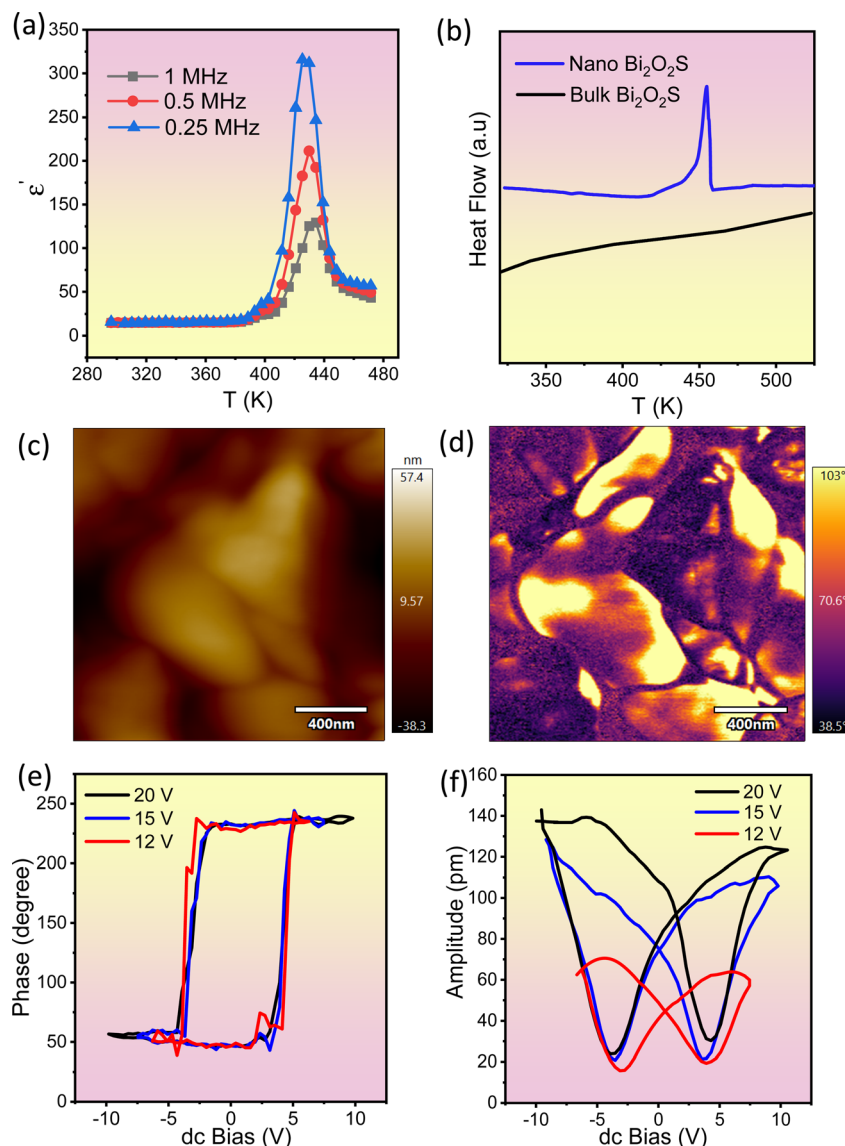 (a)
350
300
250
200
150
100
50
0
ε'
1 MHz
0.5 MHz
0.25 MHz
280 320 360 400 440 480
T (K)
(b)
Nano Bi₂O₂S
Bulk Bi₂O₂S
Heat Flow (a.u)
350 400 450 500
T (K)
(c)
nm
57.4
9.57
-38.3
400nm
(d)
103°
70.6°
38.5°
400nm
(e)
20 V
15 V
12 V
250
200
150
100
50
0
Phase (degree)
-10 -5 0 5 10
dc Bias (V)
(f)
20 V
15 V
12 V
160
140
120
100
80
60
40
20
0
Amplitude (pm)
-10 -5 0 5 10
dc Bias (V)